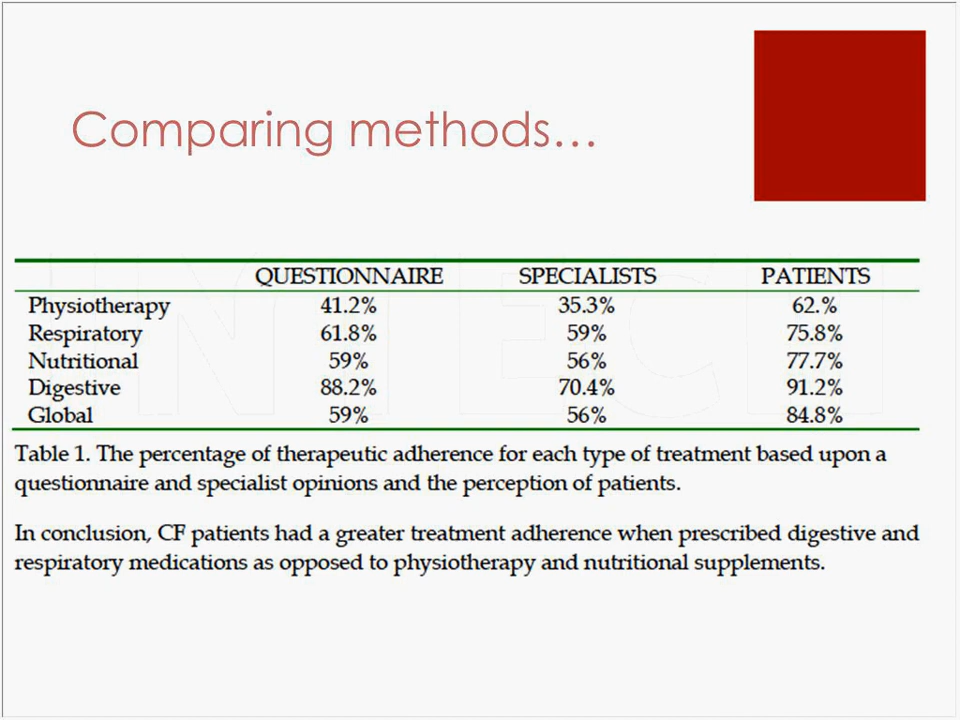 Comparing methods...
QUESTIONNAIRE SPECIALISTS PATIENTS
Physiotherapy 41.2% 35.3% 62.%
Respiratory 61.8% 59% 75.8%
Nutritional 59% 56% 77.7%
Digestive 88.2% 70.4% 91.2%
Global 59% 56% 84.8%
Table 1. The percentage of therapeutic adherence for each type of treatment based upon a
questionnaire and specialist opinions and the perception of patients.
In conclusion, CF patients had a greater treatment adherence when prescribed digestive and
respiratory medications as opposed to physiotherapy and nutritional supplements.